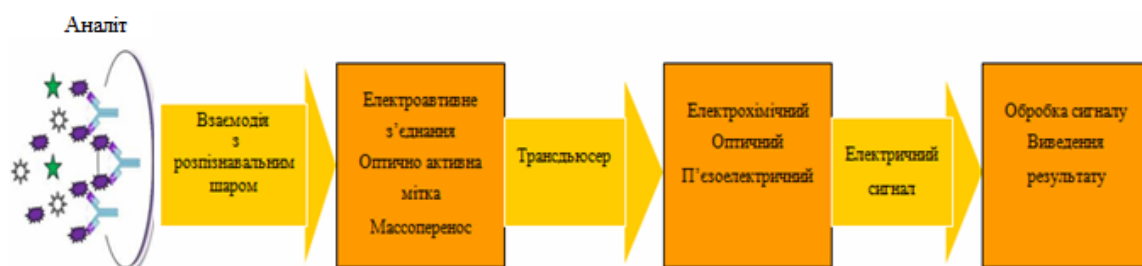 Аналіт
Взаємодія
з
розпізнавальним
шаром
Електроактивне
з’єднання
Оптично активна
мітка
Массоперенос
Трансдьюсер
Електрохімічний
Оптичний
П’єзоелектричний
Електричний
сигнал
Обробка сигналу
Виведення
результату